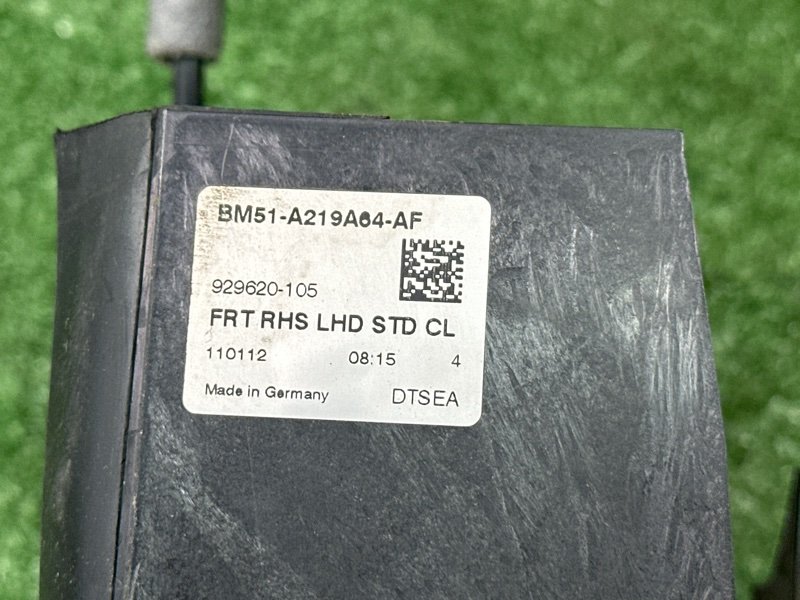 BM51-A219A64-AF
929620-105
FRT RHS LHD STD CL
110112 08:15 4
Made in Germany DTSEA